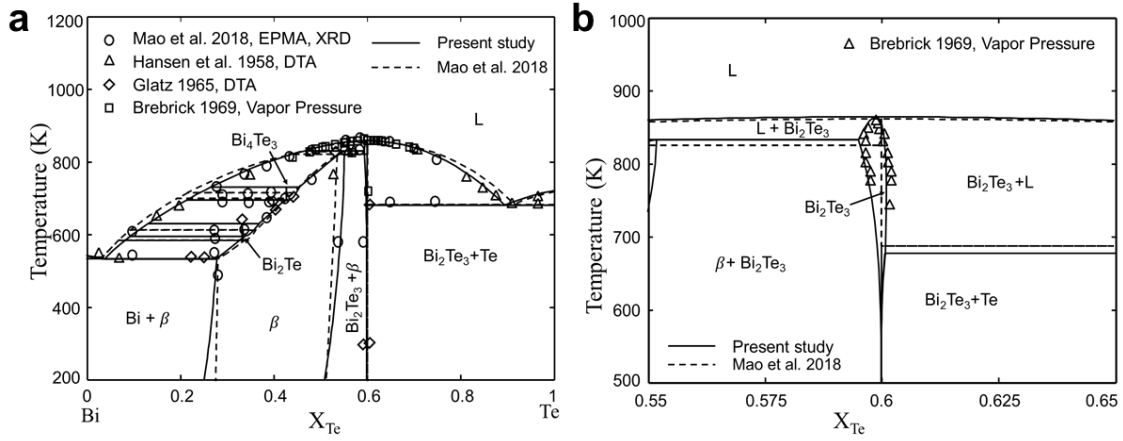 a
1200
1000
800
600
400
200
Temperature (K)
Mao et al. 2018, EPMA, XRD
Hansen et al. 1958, DTA
Glatz 1965, DTA
Brebrick 1969, Vapor Pressure
Present study
Mao et al. 2018
L
Bi₄Te₃
Bi₂Te
Bi₂Te₃+Te
Bi₂Te₃+β
Bi + β
β
0
0.2
0.4
0.6
0.8
1
Bi
X_Te
Te
b
1000
900
800
700
600
500
Temperature (K)
Brebrick 1969, Vapor Pressure
L
L + Bi₂Te₃
Bi₂Te₃+L
Bi₂Te₃
β + Bi₂Te₃
Bi₂Te₃+Te
Present study
Mao et al. 2018
0.55
0.575
0.6
0.625
0.65
X_Te